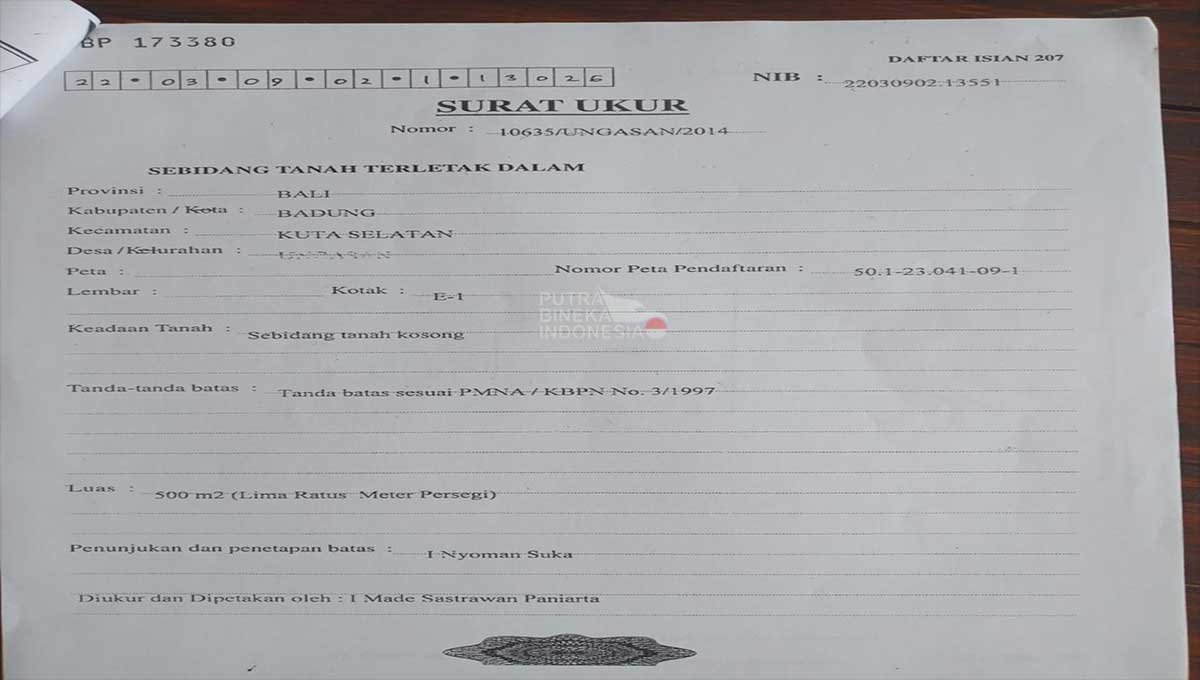 BP 173380
DAFTAR ISIAN 207
22.03.09.02.1.13026
NIB : 22030902.13551
SURAT UKUR
Nomor : 10635/UNGASAN/2014
SEBIDANG TANAH TERLETAK DALAM
Provinsi : BALI
Kabupaten / Kota : BADUNG
Kecamatan : KUTA SELATAN
Desa / Kelurahan :
Peta : Nomor Peta Pendaftaran : 50.1-23.041-09-1
Lembar : Kotak : E-1
PUTRA
BINEKA
INDONESIA
Keadaan Tanah : Sebidang tanah kosong
Tanda-tanda batas : Tanda batas sesuai PMNA / KBPN No. 3/1997
Luas : 500 m2 (Lima Ratus Meter Persegi)
Penunjukan dan penetapan batas : I Nyoman Suka
Diukur dan Dipetakan oleh : I Made Sastrawan Paniarta